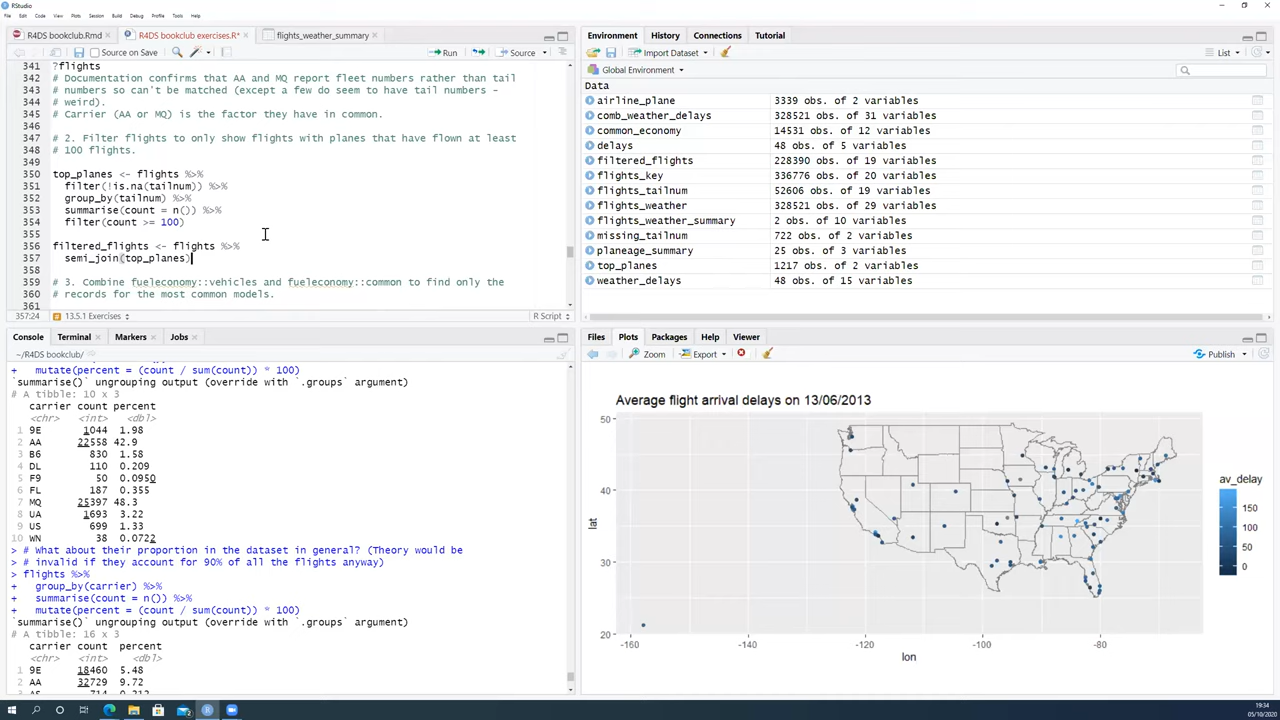 RStudio
File Edit Code View Plots Session Build Debug Profile Tools Help
R4DS bookclub.Rmd × R4DS bookclub exercises.R* × flights_weather_summary ×
Source on Save Run Source
341 ?flights
342 # Documentation confirms that AA and MQ report fleet numbers rather than tail
343 # numbers so can't be matched (except a few do seem to have tail numbers -
344 # weird).
345 # Carrier (AA or MQ) is the factor they have in common.
346
347 # 2. Filter flights to only show flights with planes that have flown at least
348 # 100 flights.
349
350 top_planes <- flights %>%
351 filter(!is.na(tailnum)) %>%
352 group_by(tailnum) %>%
353 summarise(count = n()) %>%
354 filter(count >= 100)
355
356 filtered_flights <- flights %>%
357 semi_join(top_planes)
358
359 # 3. Combine fueleconomy::vehicles and fueleconomy::common to find only the
360 # records for the most common models.
361
357:24 13.5.1 Exercises R Script
Console Terminal × Markers × Jobs ×
~/R4DS bookclub/
+ mutate(percent = (count / sum(count)) * 100)
`summarise()` ungrouping output (override with `.groups` argument)
# A tibble: 10 x 3
carrier count percent
<chr> <int> <dbl>
1 9E 1044 1.98
2 AA 22558 42.9
3 B6 830 1.58
4 DL 110 0.209
5 F9 50 0.0950
6 FL 187 0.355
7 MQ 25397 48.3
8 UA 1693 3.22
9 US 699 1.33
10 WN 38 0.0722
> # What about their proportion in the dataset in general? (Theory would be
> # invalid if they account for 90% of all the flights anyway)
> flights %>%
+ group_by(carrier) %>%
+ summarise(count = n()) %>%
+ mutate(percent = (count / sum(count)) * 100)
`summarise()` ungrouping output (override with `.groups` argument)
# A tibble: 16 x 3
carrier count percent
<chr> <int> <dbl>
1 9E 18460 5.48
2 AA 32729 9.72
Environment History Connections Tutorial
Import Dataset List
Global Environment
Data
airline_plane 3339 obs. of 2 variables
comb_weather_delays 328521 obs. of 31 variables
common_economy 14531 obs. of 12 variables
delays 48 obs. of 5 variables
filtered_flights 228390 obs. of 19 variables
flights_key 336776 obs. of 20 variables
flights_tailnum 52606 obs. of 19 variables
flights_weather 328521 obs. of 29 variables
flights_weather_summary 2 obs. of 10 variables
missing_tailnum 722 obs. of 2 variables
planeage_summary 25 obs. of 3 variables
top_planes 1217 obs. of 2 variables
weather_delays 48 obs. of 15 variables
Files Plots Packages Help Viewer
Zoom Export Publish
Average flight arrival delays on 13/06/2013
50
40
30
20
lat
-160 -140 -120 -100 -80
lon
av_delay
150
100
50
0
19:34
05/10/2020